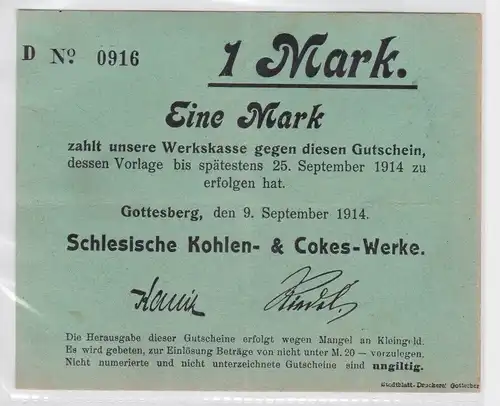 D No 0916
1 Mark.
Eine Mark
zahlt unsere Werkskasse gegen diesen Gutschein,
dessen Vorlage bis spätestens 25. September 1914 zu
erfolgen hat.
Gottesberg, den 9. September 1914.
Schlesische Kohlen- & Cokes-Werke.
Die Herausgabe dieser Gutscheine erfolgt wegen Mangel an Kleingeld.
Es wird gebeten, zur Einlösung Beträge von nicht unter M. 20 — vorzulegen.
Nicht numerierte und nicht unterzeichnete Gutscheine sind ungiltig.
Stadtblatt-Druckerei Gottesber